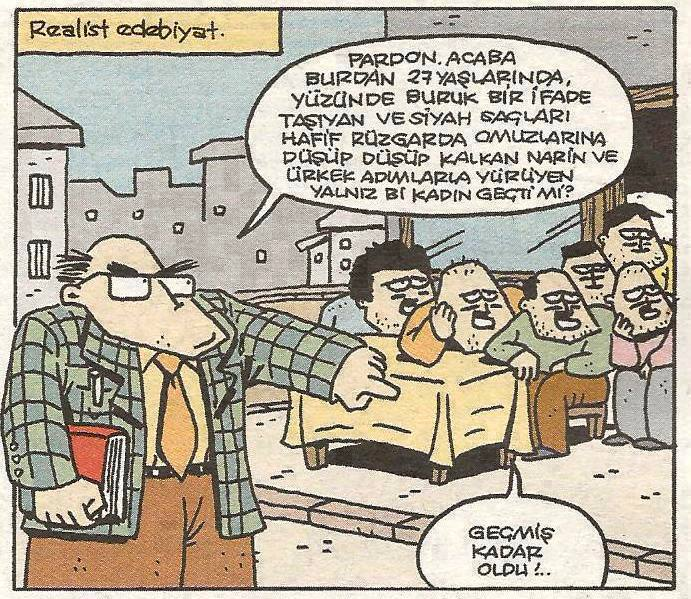 Realist edebiyat.
PARDON. ACABA
BURDAN 27 YAŞLARINDA,
YÜZÜNDE BURUK BİR İFADE
TAŞIYAN VE SİYAH SAÇLARI
HAFİF RÜZGARDA OMUZLARINA
DÜŞÜP DÜŞÜP KALKAN NARİN VE
ÜRKEK ADIMLARLA YÜRÜYEN
YALNIZ Bİ KADIN GEÇTİ Mİ?
GEÇMİŞ
KADAR
OLDU!..